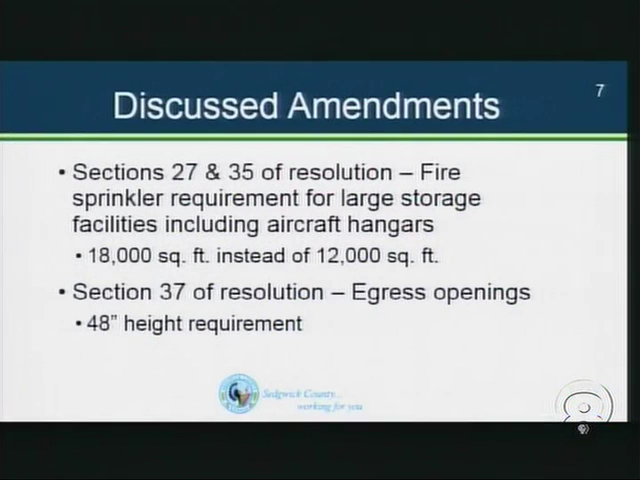 7
Discussed Amendments
• Sections 27 & 35 of resolution – Fire
sprinkler requirement for large storage
facilities including aircraft hangars
• 18,000 sq. ft. instead of 12,000 sq. ft.
• Section 37 of resolution – Egress openings
• 48” height requirement
Sedgwick County...
working for you
8